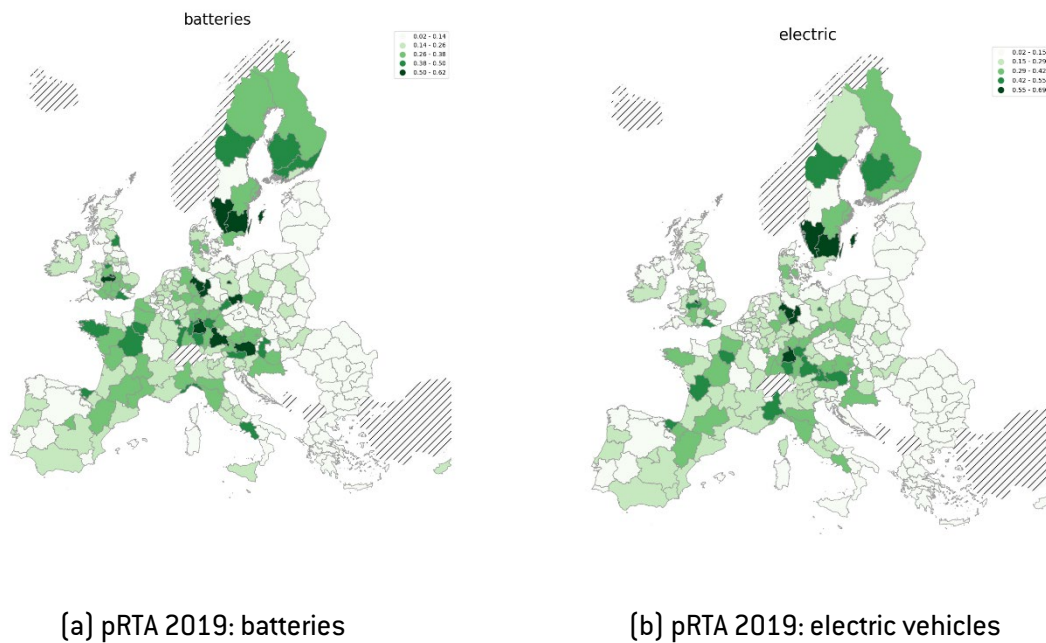 batteries
0.02 - 0.14
0.14 - 0.26
0.26 - 0.38
0.38 - 0.50
0.50 - 0.62
electric
0.02 - 0.15
0.15 - 0.29
0.29 - 0.42
0.42 - 0.55
0.55 - 0.69
(a) pRTA 2019: batteries
(b) pRTA 2019: electric vehicles